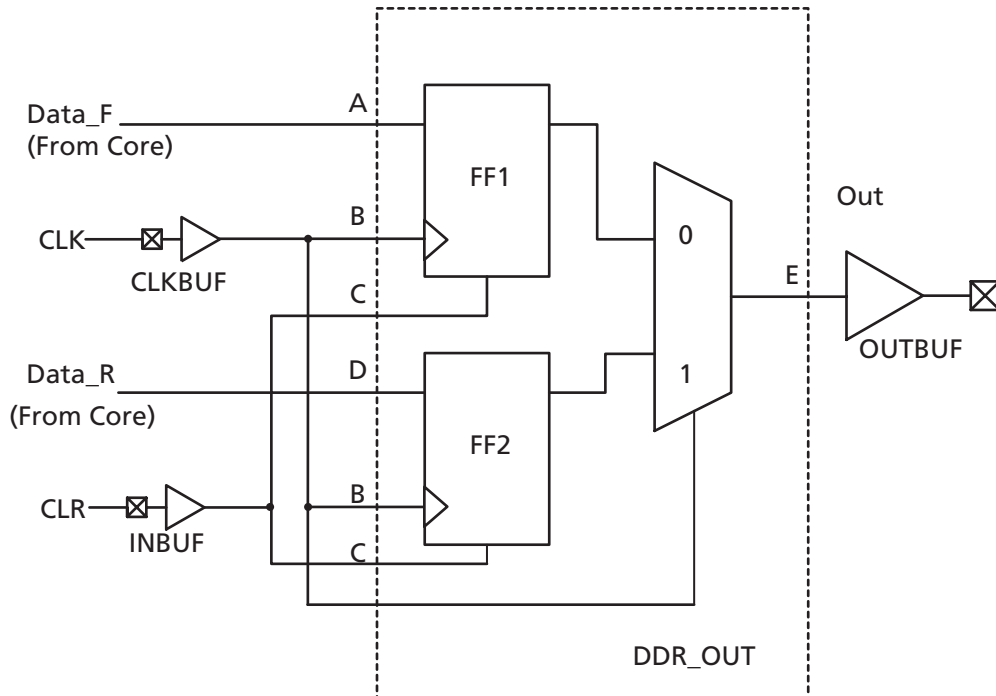 Data_F
(From Core)
A
FF1
B
CLK
CLKBUF
C
0
Out
E
OUTBUF
Data_R
(From Core)
D
1
FF2
CLR
INBUF
B
C
DDR_OUT